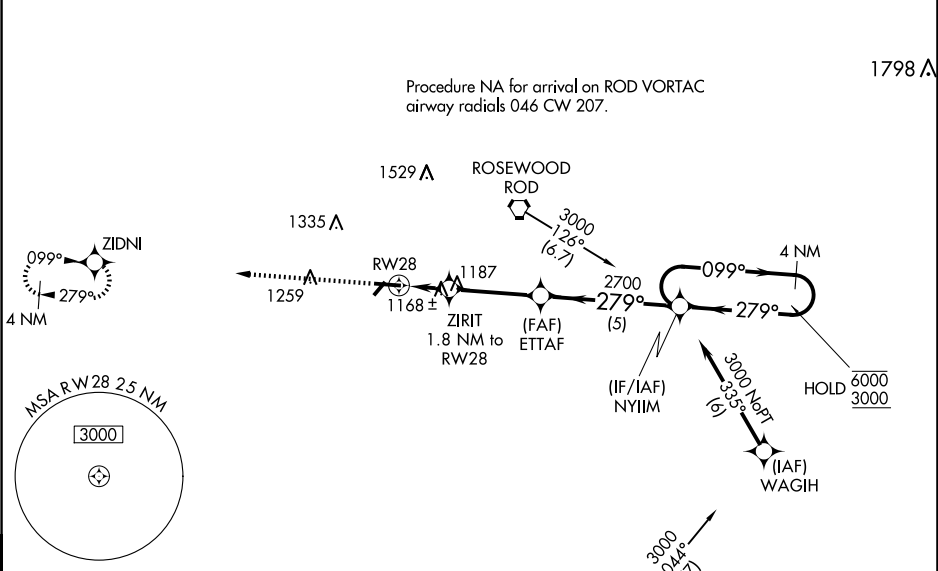 1798
Procedure NA for arrival on ROD VORTAC
airway radials 046 CW 207.
1529
ROSEWOOD
ROD
1335
3000
126°
(6.7)
ZIDNI
099°
279°
4 NM
1259
RW28
1168 ±
1187
ZIRIT
1.8 NM to
RW28
(FAF)
ETTAF
2700
279°
(5)
099°
4 NM
279°
(IF/IAF)
NYIIM
HOLD
6000
3000
3000 NoPT
335°
(6)
(IAF)
WAGIH
MSA RW28 25 NM
3000
3000
044°